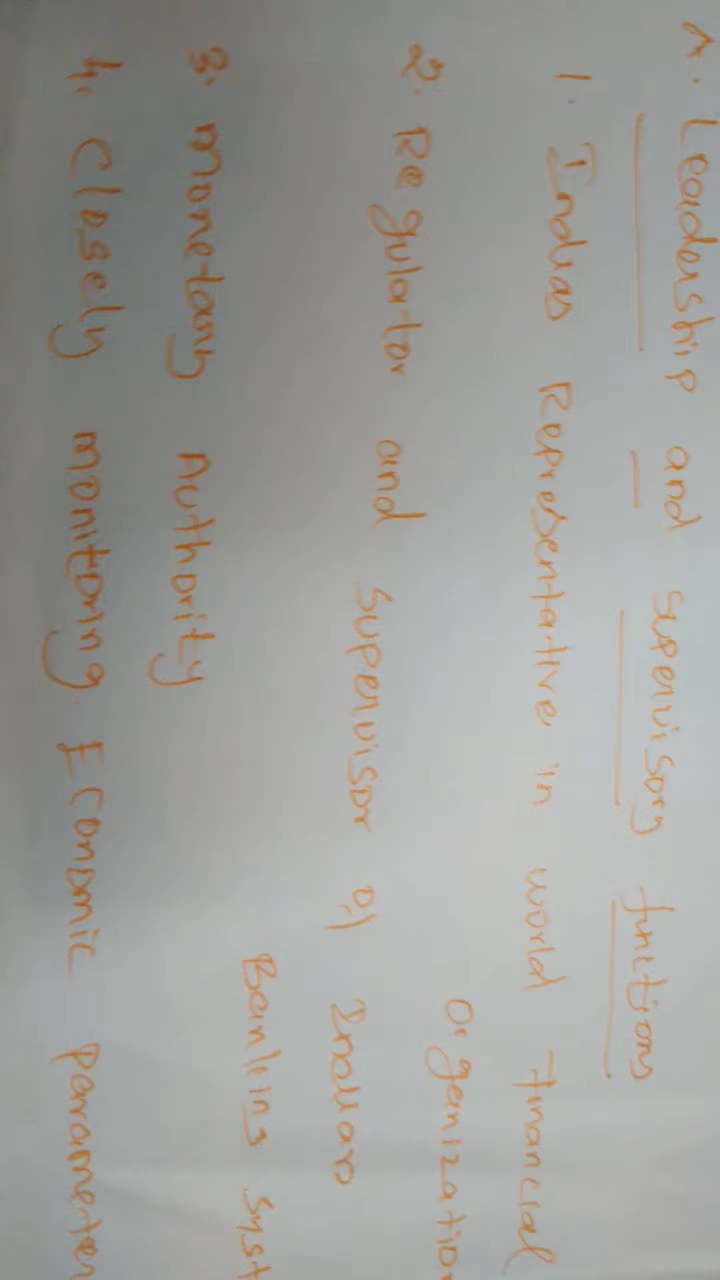 Leadership and supervisory functions
1. Indias Representative in world financial
Organization
2. Regulator and Supervisor of Indian
Banking Syst
3. monetary Authority
4. closely monitoring Economic parameter